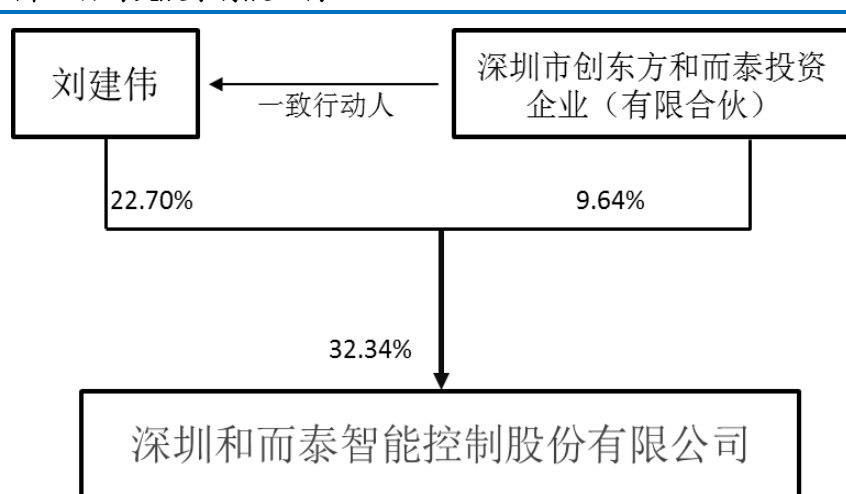 刘建伟
深圳市创东方和而泰投资
企业（有限合伙）
一致行动人
22.70%
9.64%
32.34%
深圳和而泰智能控制股份有限公司